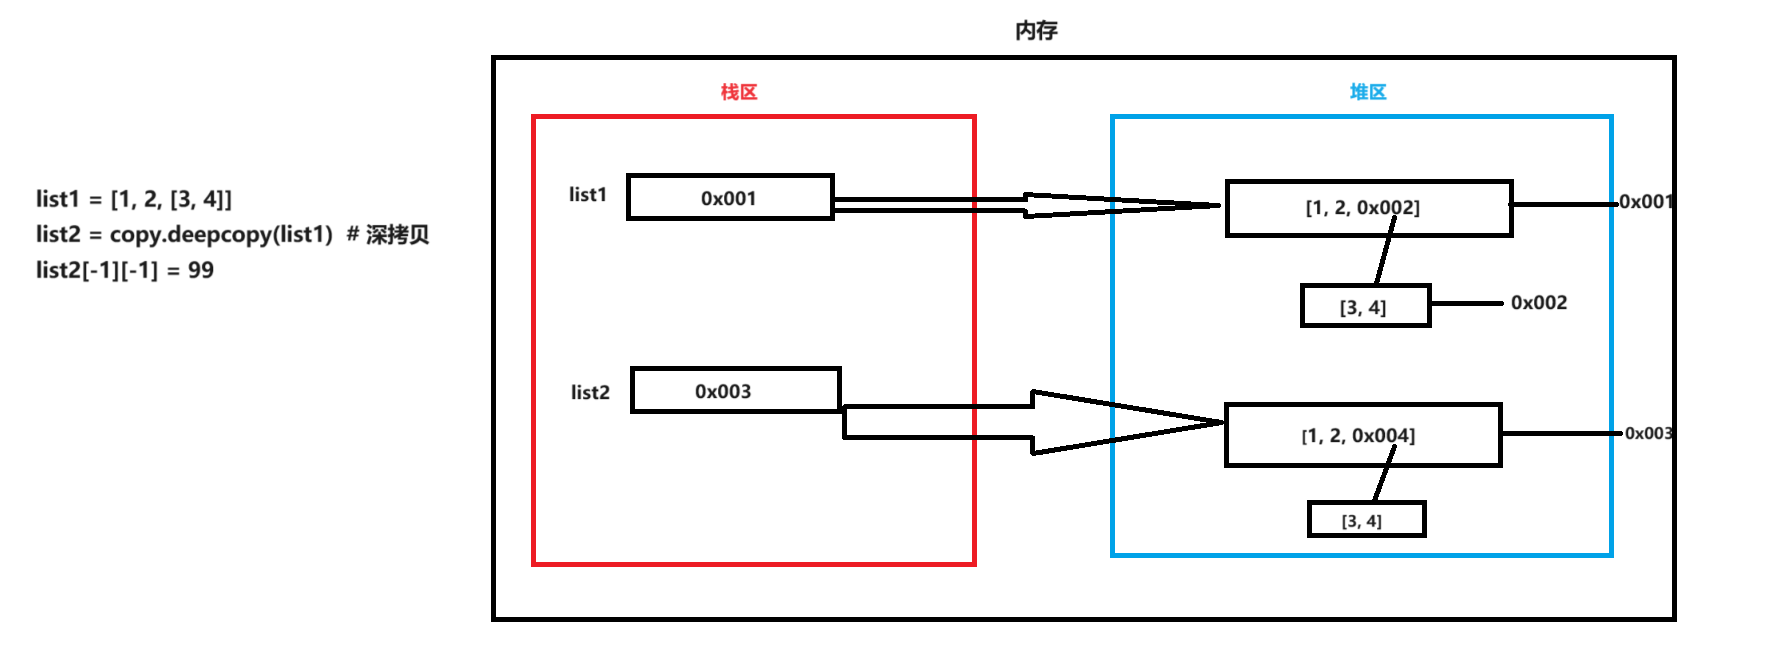 内存
栈区
堆区
list1 = [1, 2, [3, 4]]
list2 = copy.deepcopy(list1)  # 深拷贝
list2[-1][-1] = 99
list1
0x001
[1, 2, 0x002]
0x001
[3, 4]
0x002
list2
0x003
[1, 2, 0x004]
0x003
[3, 4]